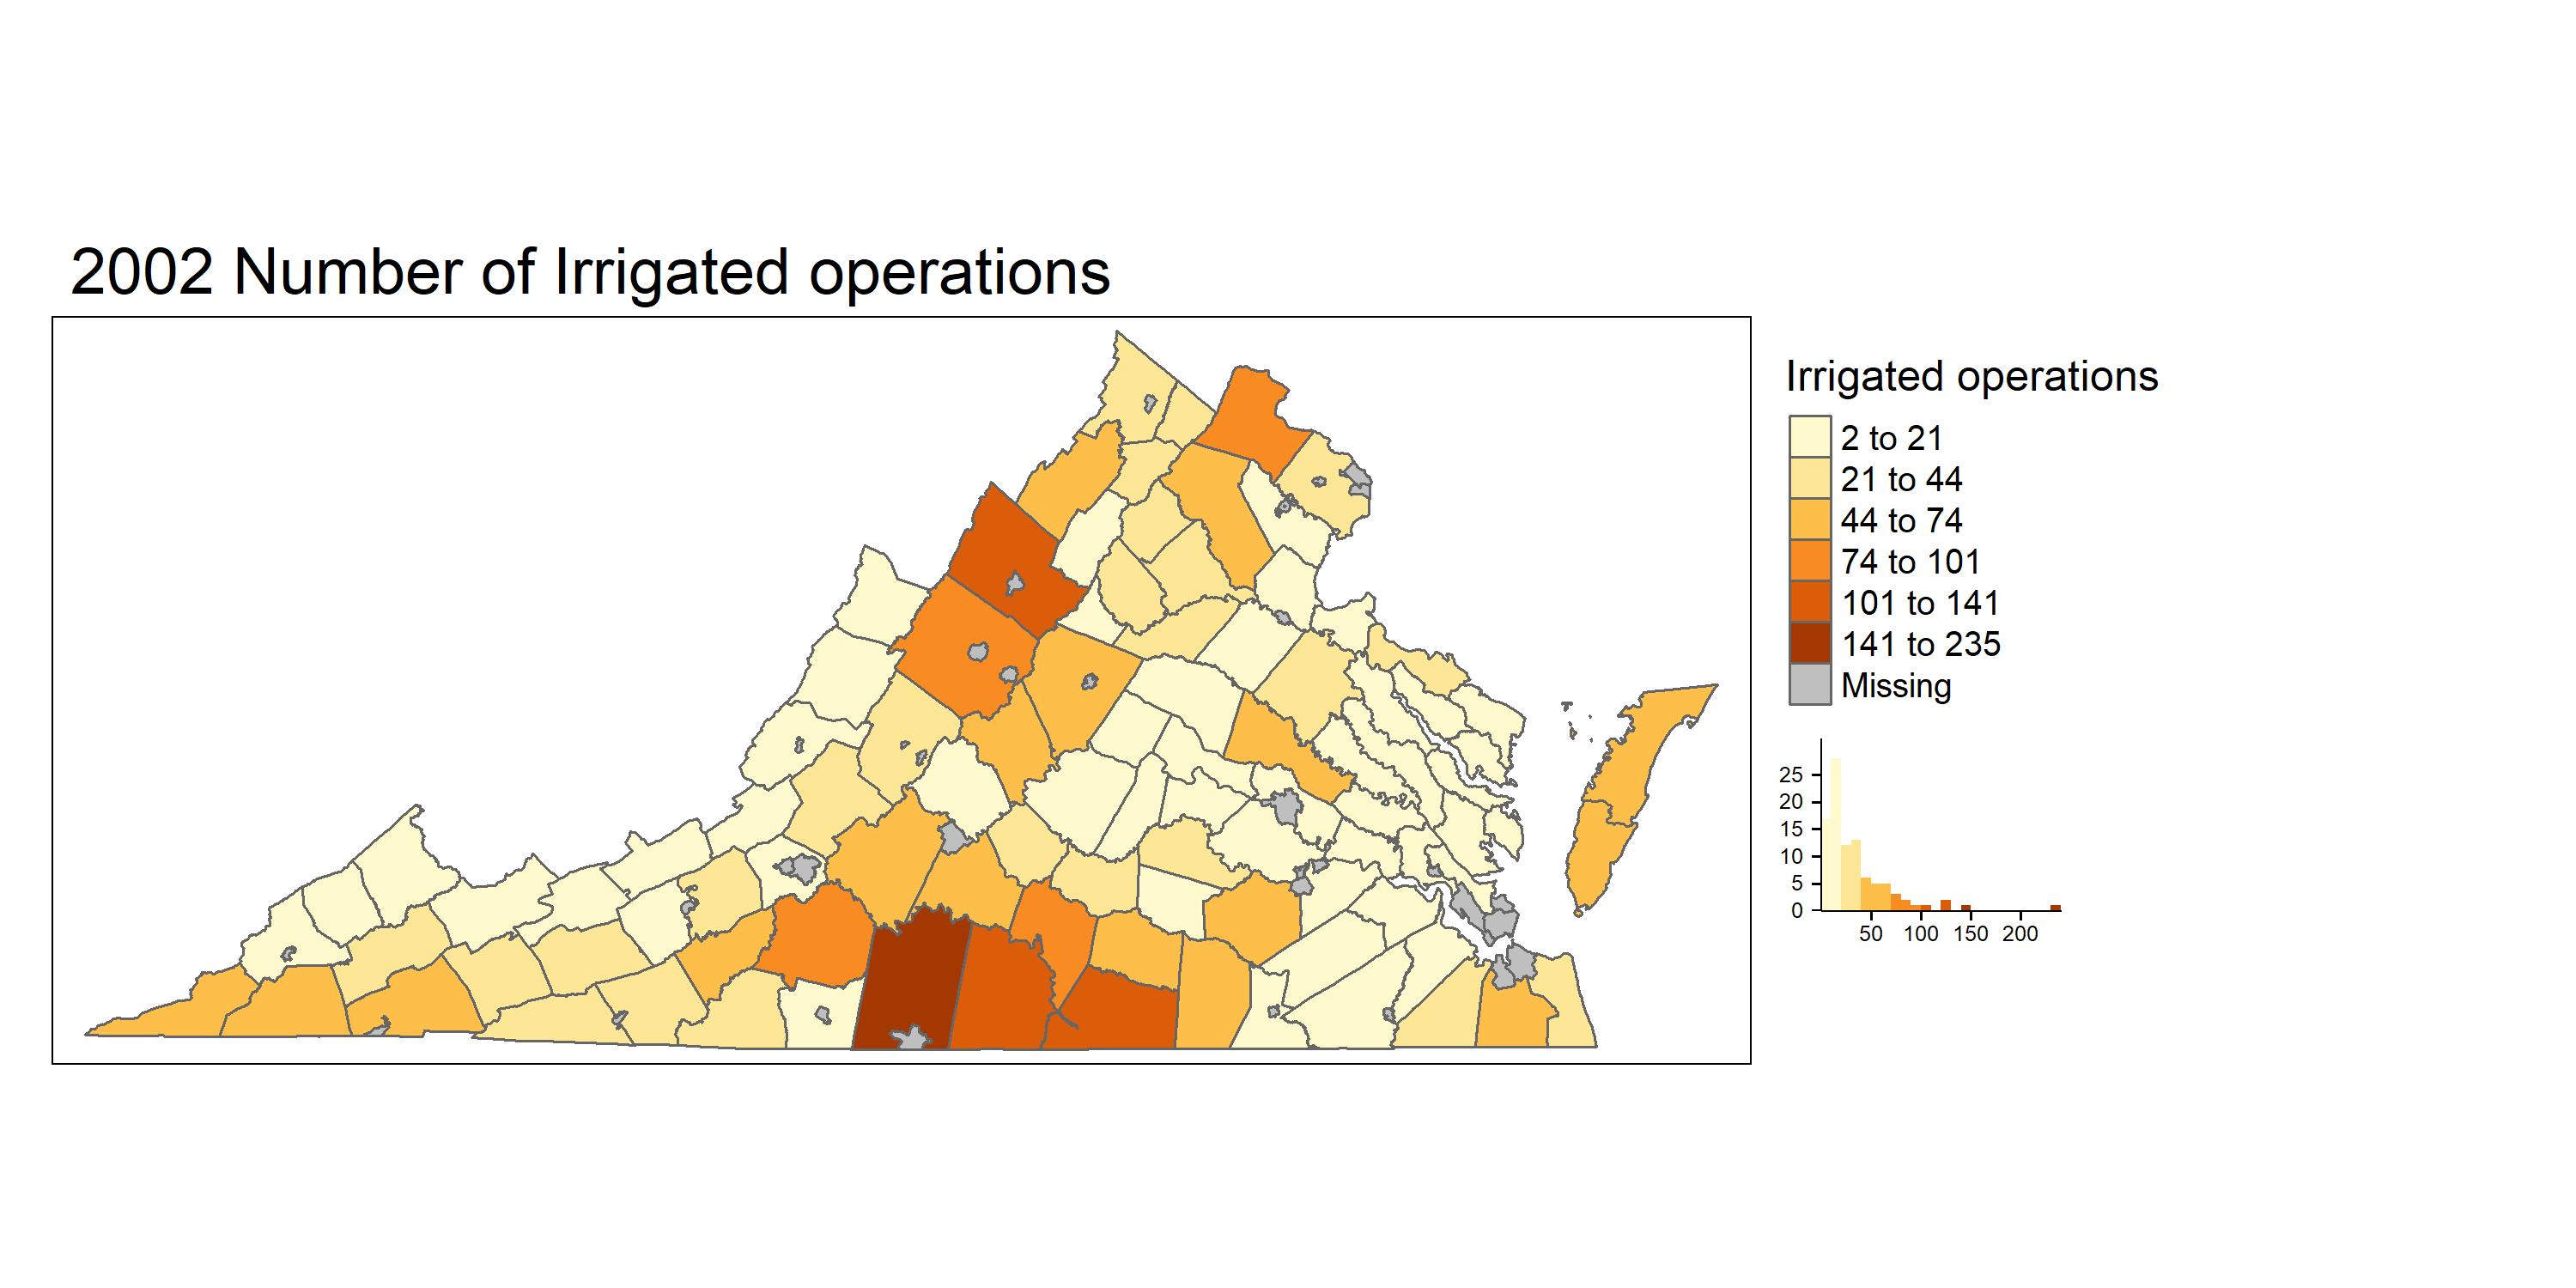 2002 Number of Irrigated operations
Irrigated operations
2 to 21
21 to 44
44 to 74
74 to 101
101 to 141
141 to 235
Missing
25
20
15
10
5
0
50 100 150 200